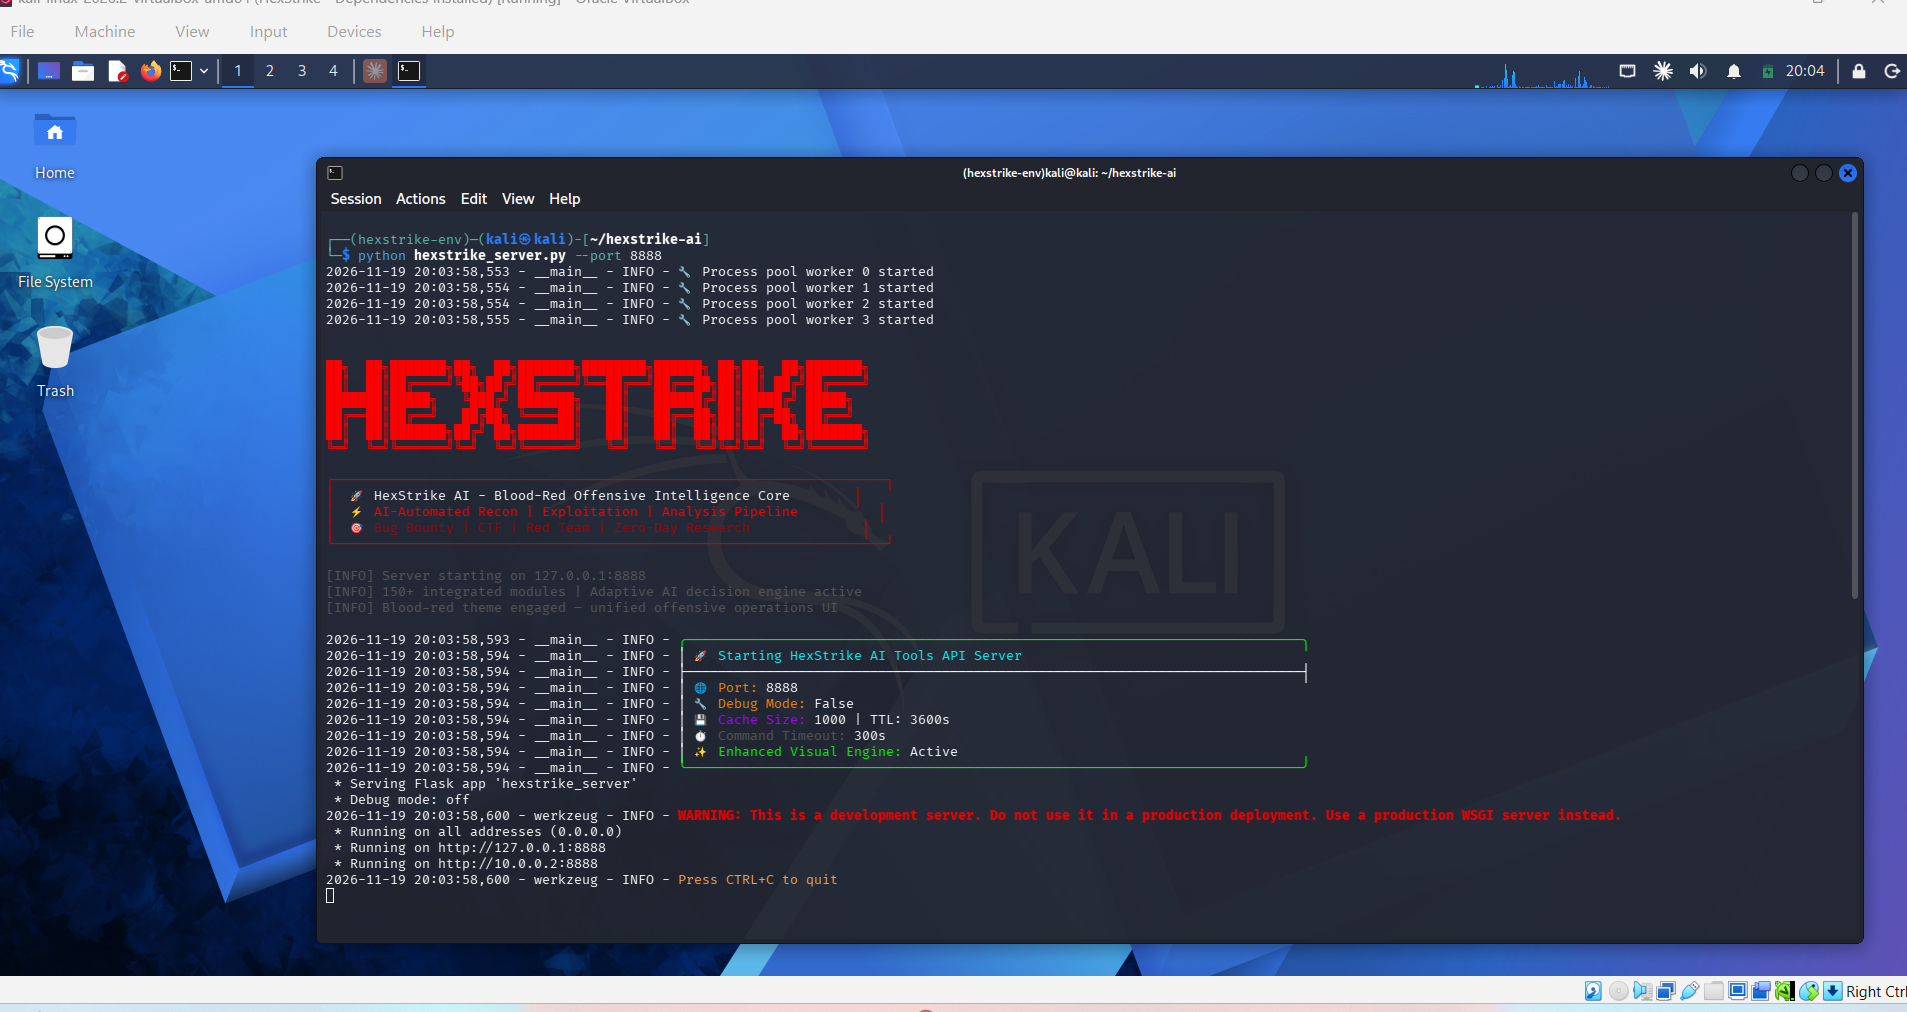 File Machine View Input Devices Help
1 2 3 4 20:04
Home
File System
Trash
(hexstrike-env)kali@kali: ~/hexstrike-ai
Session Actions Edit View Help
┌──(hexstrike-env)─(kali㉿kali)-[~/hexstrike-ai]
└─$ python hexstrike_server.py --port 8888
2026-11-19 20:03:58,553 - __main__ - INFO - 🔧 Process pool worker 0 started
2026-11-19 20:03:58,554 - __main__ - INFO - 🔧 Process pool worker 1 started
2026-11-19 20:03:58,554 - __main__ - INFO - 🔧 Process pool worker 2 started
2026-11-19 20:03:58,555 - __main__ - INFO - 🔧 Process pool worker 3 started
HEXSTRIKE
🚀 HexStrike AI - Blood-Red Offensive Intelligence Core
⚡ AI-Automated Recon | Exploitation | Analysis Pipeline
🎯 Bug Bounty | CTF | Red Team | Zero-Day Research
[INFO] Server starting on 127.0.0.1:8888
[INFO] 150+ integrated modules | Adaptive AI decision engine active
[INFO] Blood-red theme engaged – unified offensive operations UI
KALI
2026-11-19 20:03:58,593 - __main__ - INFO -
2026-11-19 20:03:58,594 - __main__ - INFO - 🚀 Starting HexStrike AI Tools API Server
2026-11-19 20:03:58,594 - __main__ - INFO -
2026-11-19 20:03:58,594 - __main__ - INFO - 🌐 Port: 8888
2026-11-19 20:03:58,594 - __main__ - INFO - 🔧 Debug Mode: False
2026-11-19 20:03:58,594 - __main__ - INFO - 💾 Cache Size: 1000 | TTL: 3600s
2026-11-19 20:03:58,594 - __main__ - INFO - ⏱️ Command Timeout: 300s
2026-11-19 20:03:58,594 - __main__ - INFO - ✨ Enhanced Visual Engine: Active
2026-11-19 20:03:58,594 - __main__ - INFO -
* Serving Flask app 'hexstrike_server'
* Debug mode: off
2026-11-19 20:03:58,600 - werkzeug - INFO - WARNING: This is a development server. Do not use it in a production deployment. Use a production WSGI server instead.
* Running on all addresses (0.0.0.0)
* Running on http://127.0.0.1:8888
* Running on http://10.0.0.2:8888
2026-11-19 20:03:58,600 - werkzeug - INFO - Press CTRL+C to quit
Right Ctrl